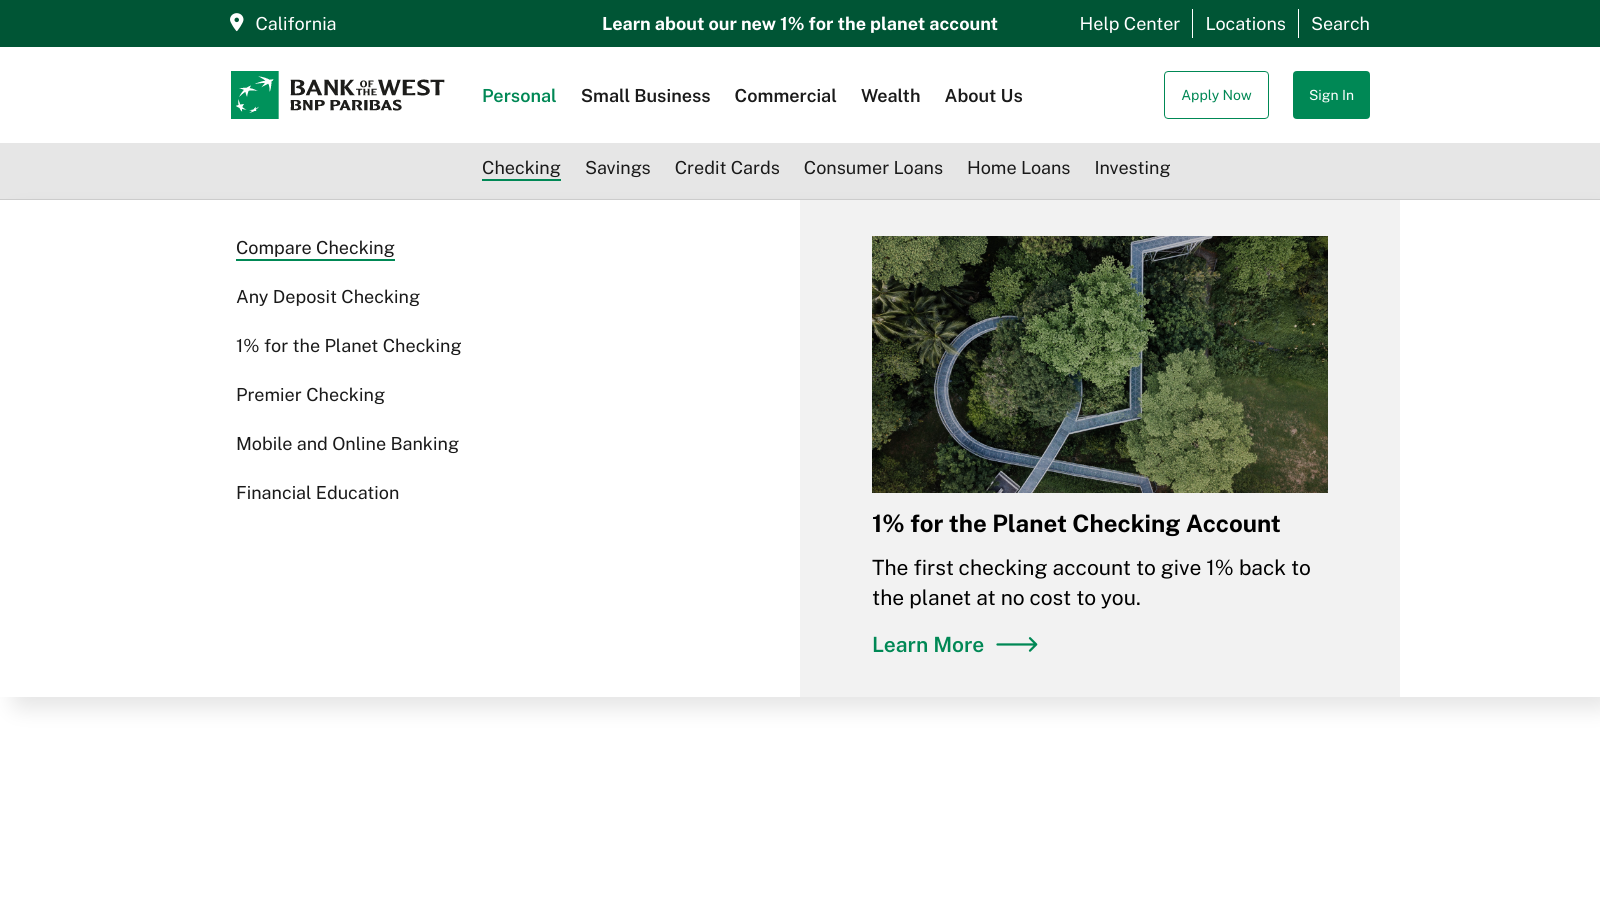 California
Learn about our new 1% for the planet account
Help Center
Locations
Search
BANK OF THE WEST
BNP PARIBAS
Personal
Small Business
Commercial
Wealth
About Us
Apply Now
Sign In
Checking
Savings
Credit Cards
Consumer Loans
Home Loans
Investing
Compare Checking
Any Deposit Checking
1% for the Planet Checking
Premier Checking
Mobile and Online Banking
Financial Education
1% for the Planet Checking Account
The first checking account to give 1% back to
the planet at no cost to you.
Learn More